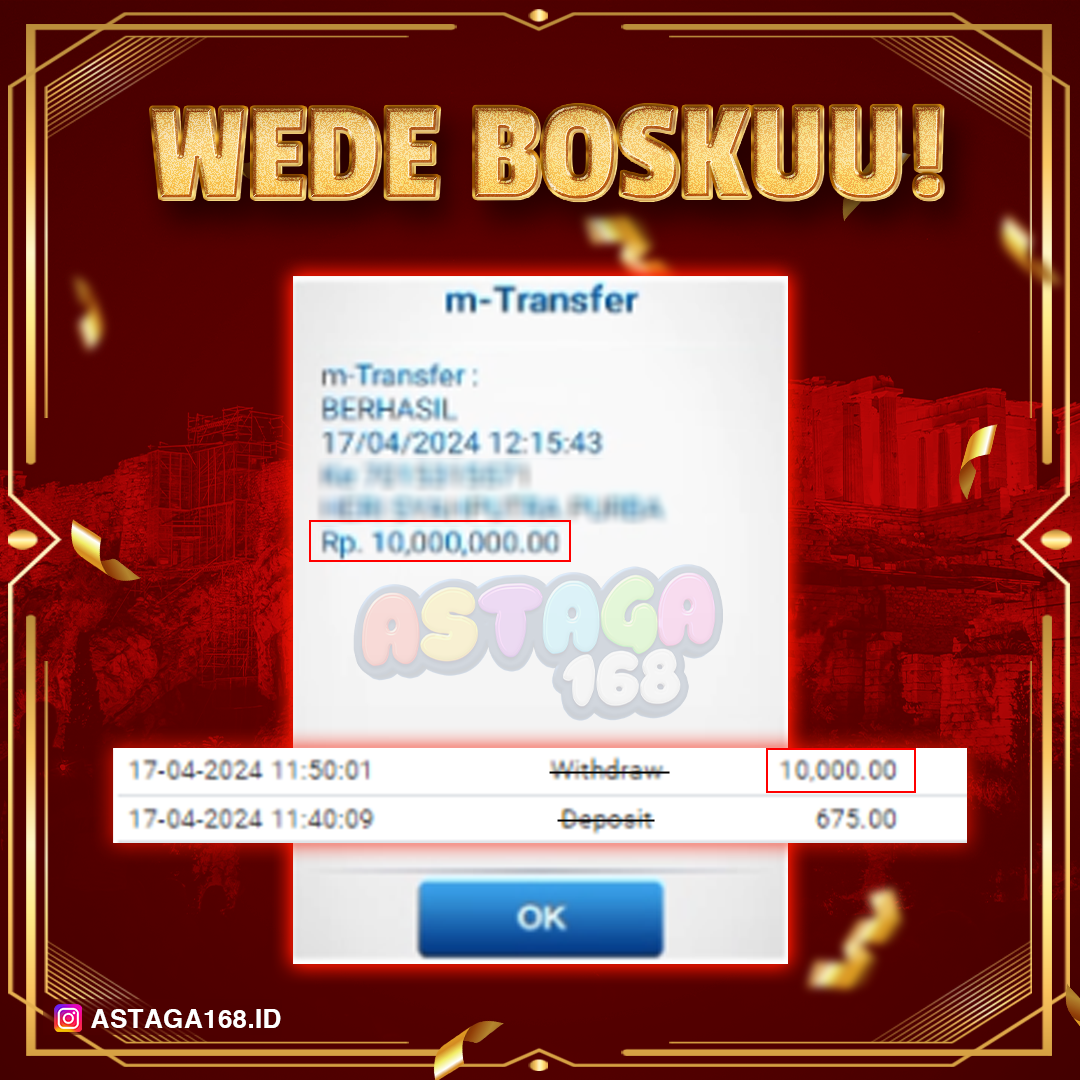 WEDE BOSKUU!
m-Transfer
m-Transfer :
BERHASIL
17/04/2024 12:15:43
Rp. 10,000,000.00
ASTAGA
168
17-04-2024 11:50:01 Withdraw 10,000.00
17-04-2024 11:40:09 Deposit 675.00
OK
ASTAGA168.ID